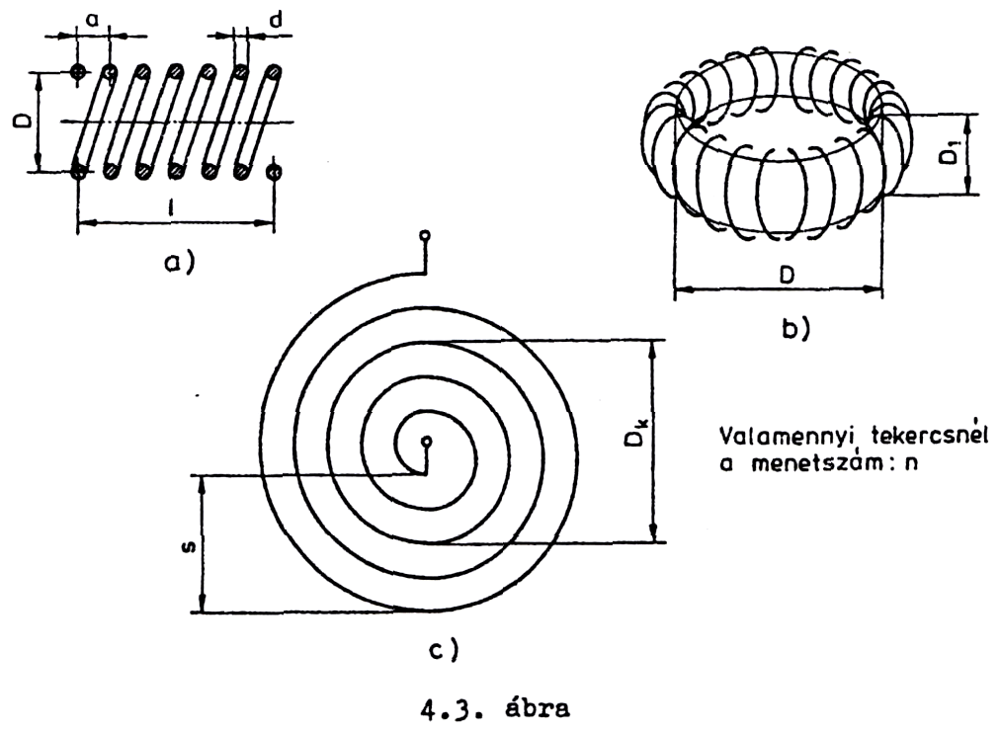 a
d
D
l
a)
D₁
D
b)
Dₖ
s
c)
Valamennyi tekercsnél
a menetszám: n
4.3. ábra